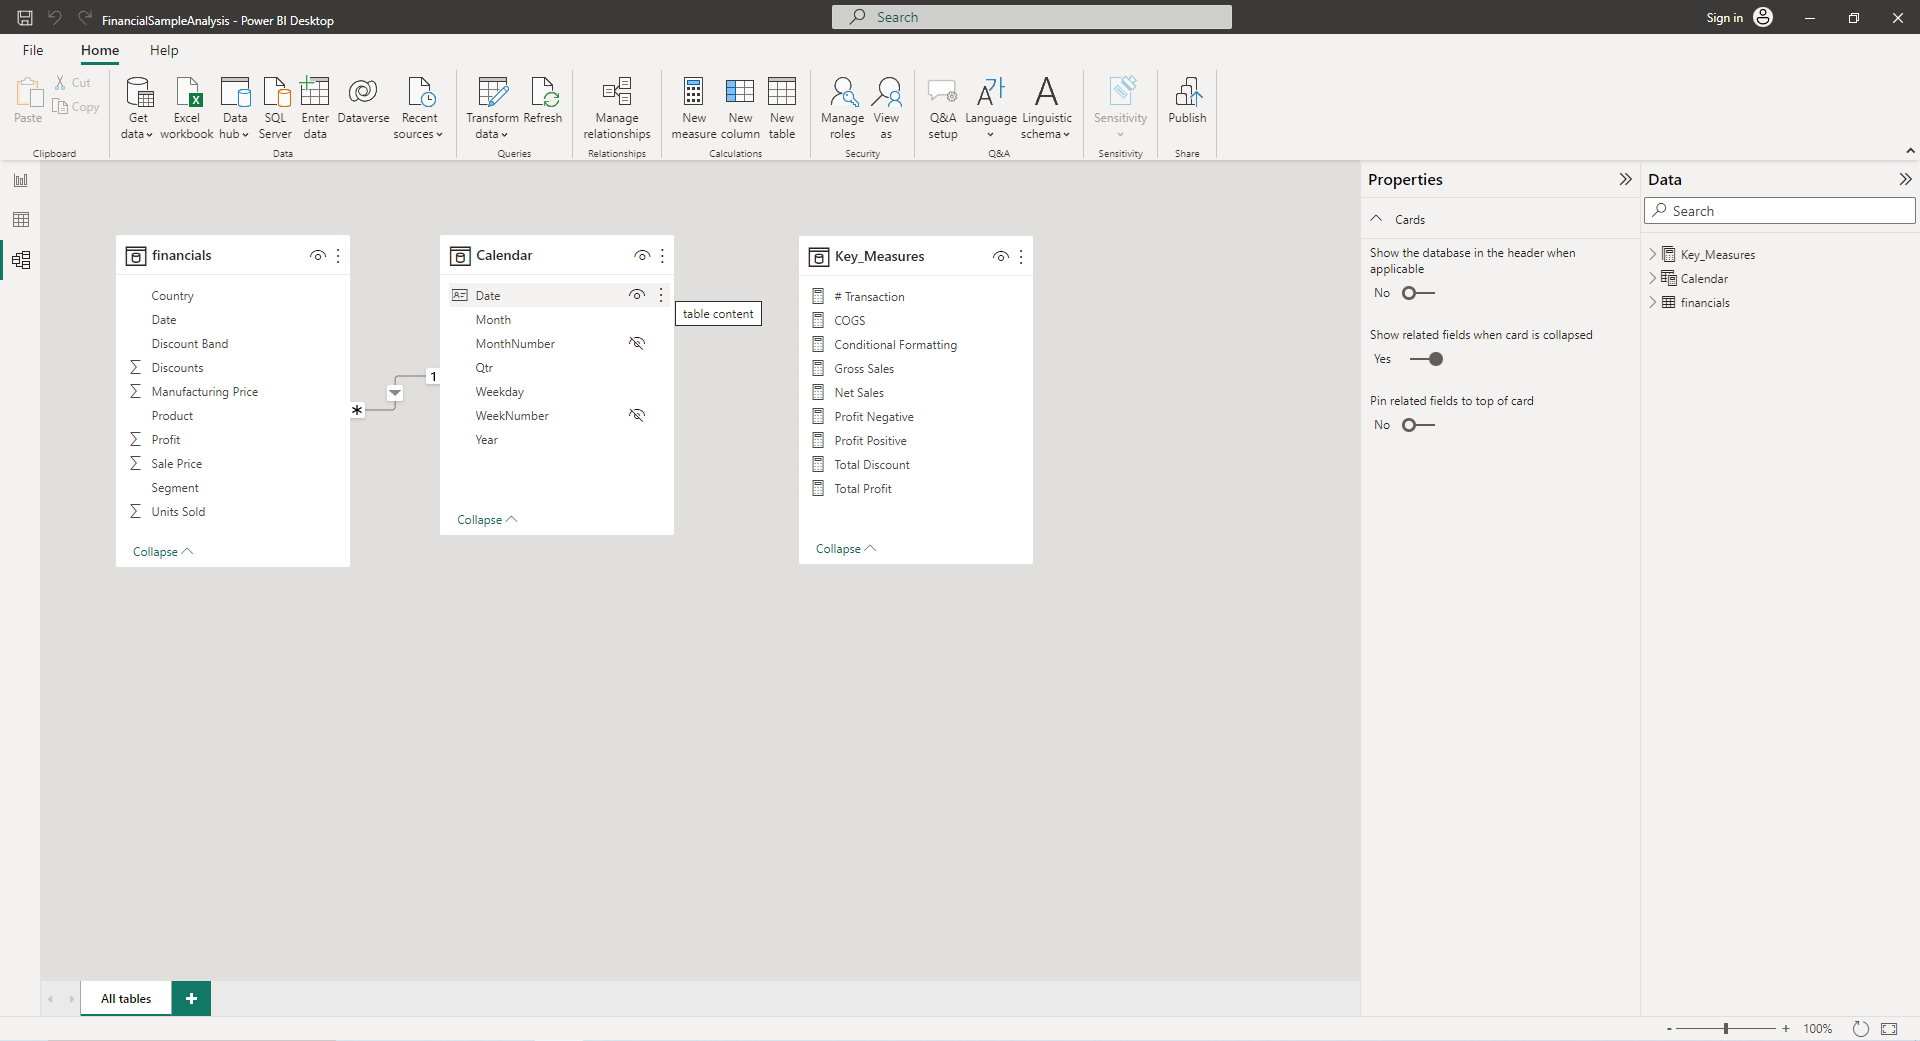 FinancialSampleAnalysis - Power BI Desktop
Search
Sign in
File
Home
Help
Paste
Cut
Copy
Clipboard
Get data
Excel workbook
Data hub
SQL Server
Enter data
Dataverse
Recent sources
Data
Transform data
Refresh
Queries
Manage relationships
Relationships
New measure
New column
New table
Calculations
Manage roles
View as
Security
Q&A setup
Language
Linguistic schema
Q&A
Sensitivity
Sensitivity
Publish
Share
financials
Country
Date
Discount Band
Discounts
Manufacturing Price
Product
Profit
Sale Price
Segment
Units Sold
Collapse
*
1
Calendar
Date
Month
MonthNumber
Qtr
Weekday
WeekNumber
Year
Collapse
table content
Key_Measures
# Transaction
COGS
Conditional Formatting
Gross Sales
Net Sales
Profit Negative
Profit Positive
Total Discount
Total Profit
Collapse
Properties
Cards
Show the database in the header when
applicable
No
Show related fields when card is collapsed
Yes
Pin related fields to top of card
No
Data
Search
Key_Measures
Calendar
financials
All tables
+
- + 100%